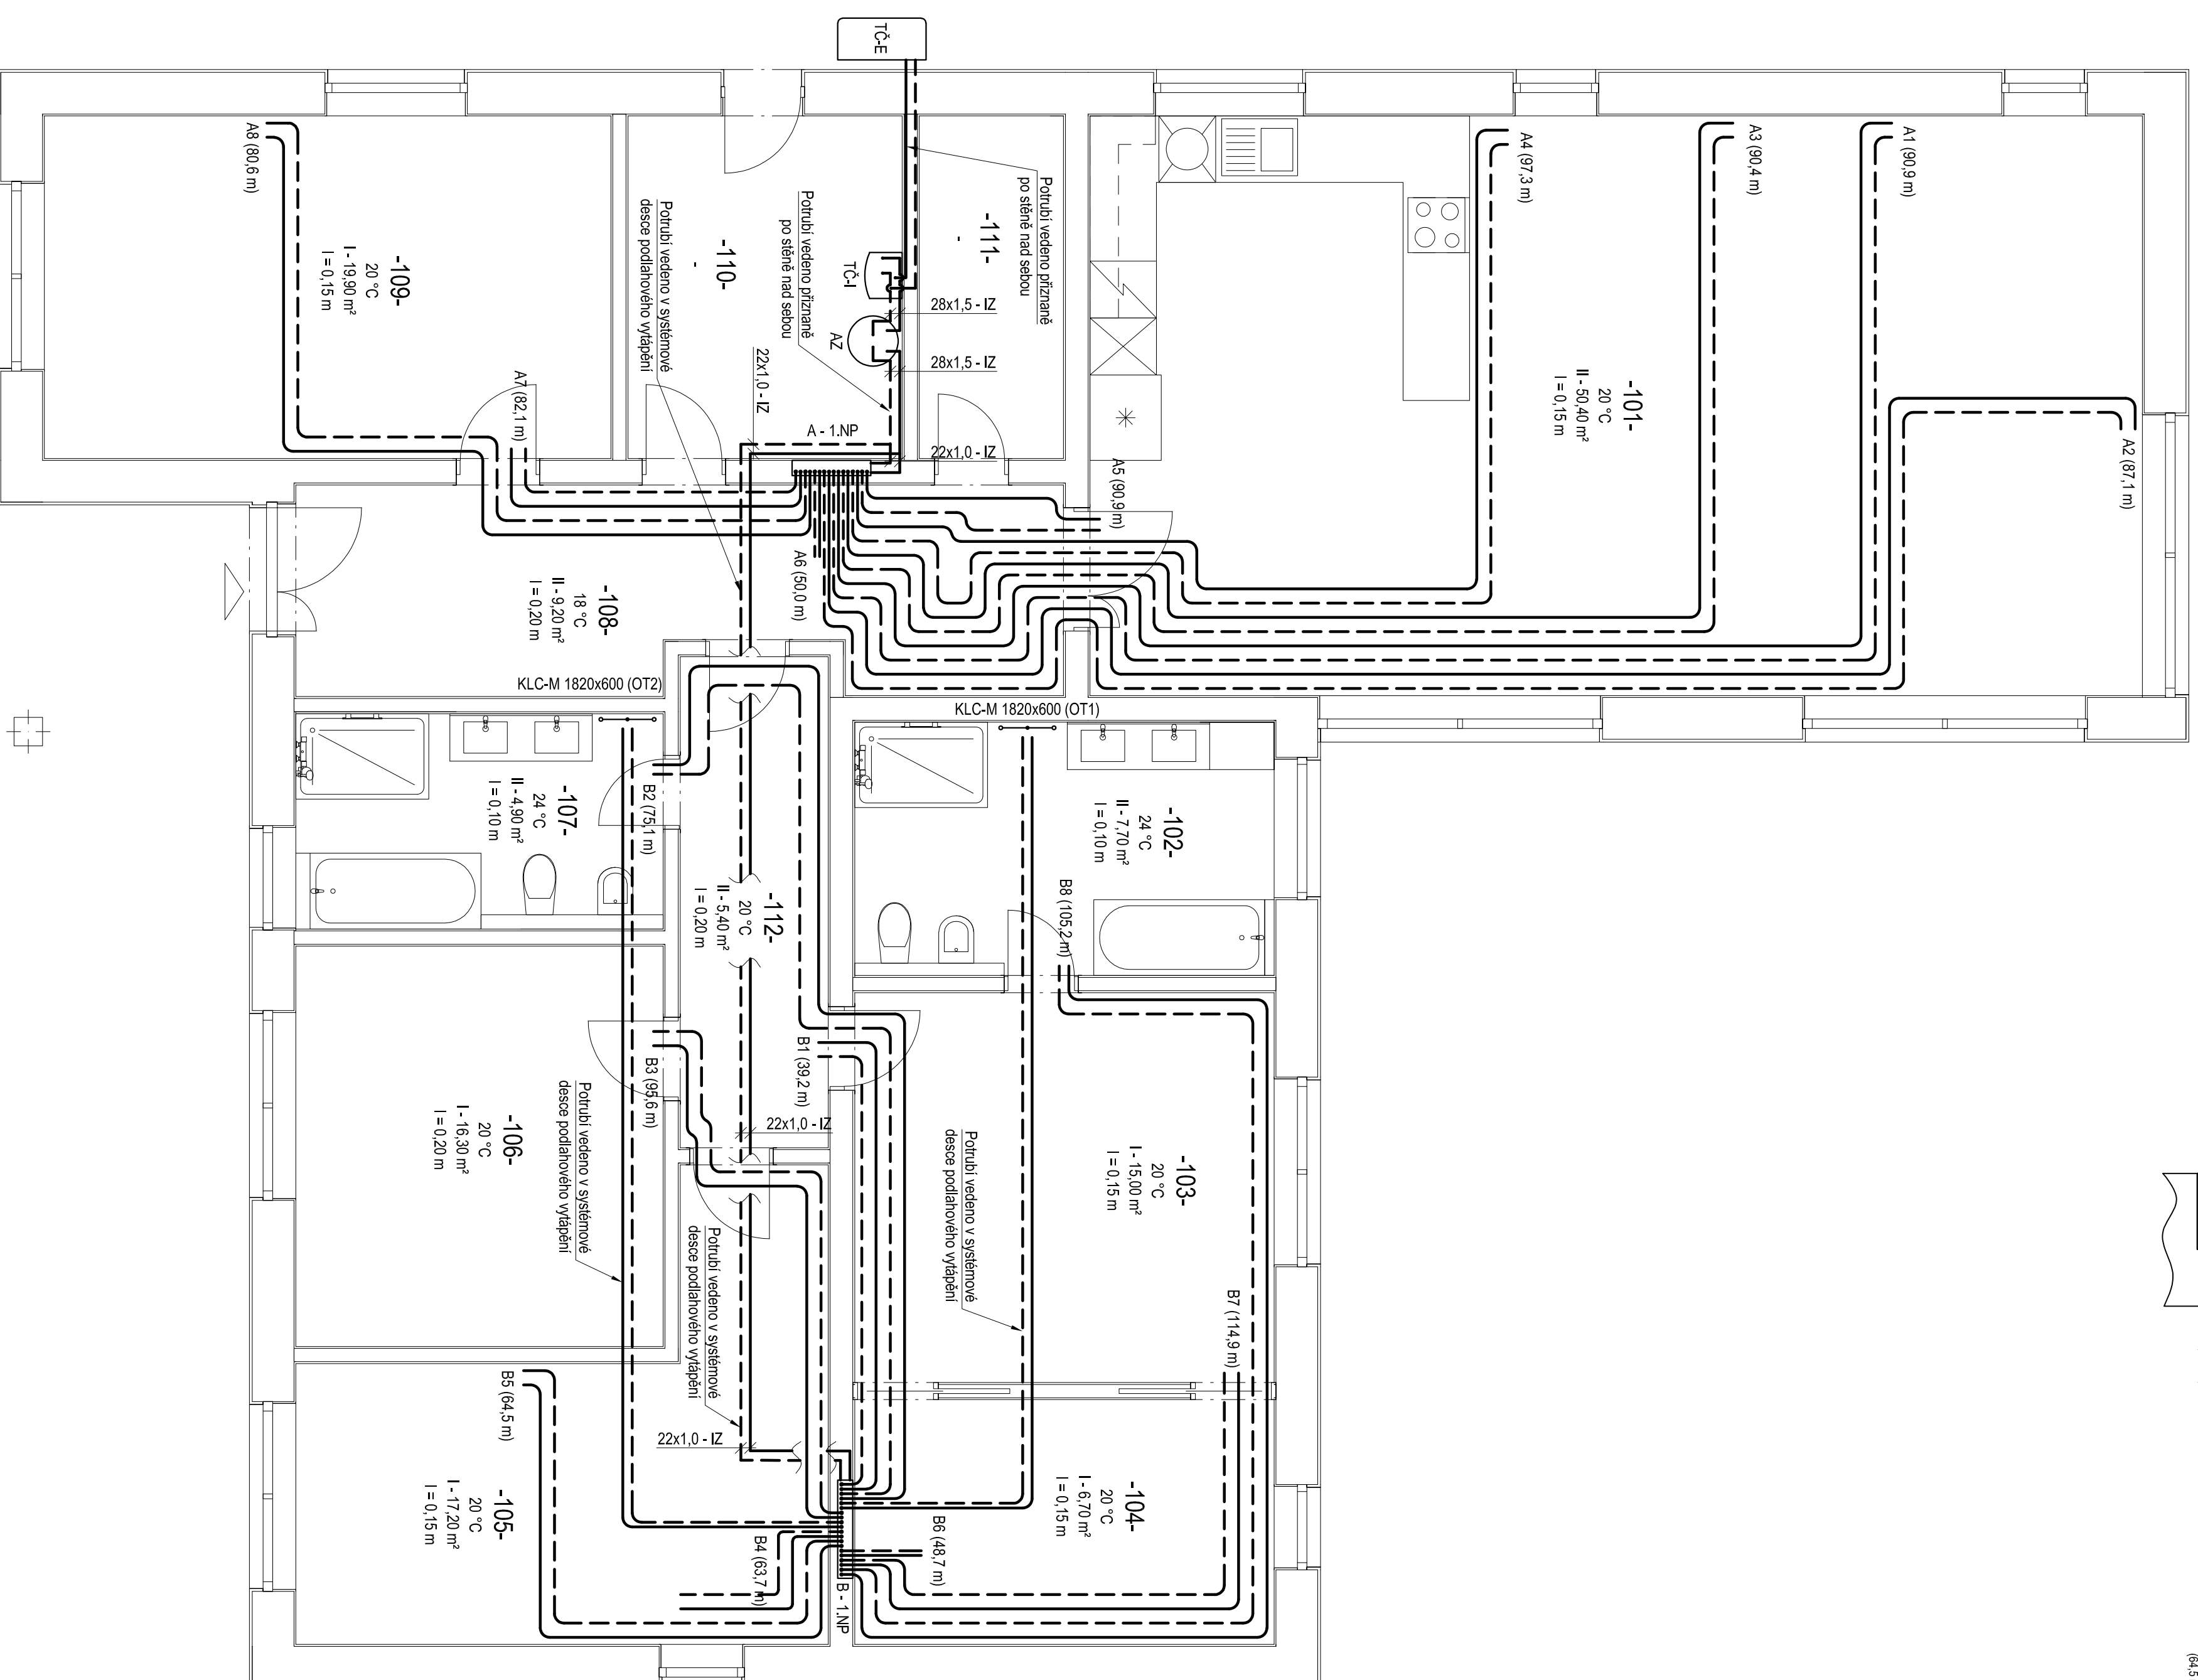 TČ-E
A8 (80,6 m)
-109-
20 °C
I - 19,90 m²
l = 0,15 m
A7 (82,1 m)
Potrubí vedeno v systémové
desce podlahového vytápění
-110-
-
Potrubí vedeno přiznaně
po stěně nad sebou
TČ-I
AZ
28x1,5 - IZ
28x1,5 - IZ
22x1,0 - IZ
22x1,0 - IZ
A - 1.NP
-111-
-
Potrubí vedeno přiznaně
po stěně nad sebou
A4 (97,3 m)
A3 (90,4 m)
A1 (90,9 m)
A2 (87,1 m)
-101-
20 °C
II - 50,40 m²
l = 0,15 m
A5 (90,9 m)
A6 (50,0 m)
-108-
18 °C
II - 9,20 m²
l = 0,20 m
KLC-M 1820x600 (OT2)
KLC-M 1820x600 (OT1)
-107-
24 °C
II - 4,90 m²
l = 0,10 m
B2 (75,1 m)
-112-
20 °C
II - 5,40 m²
l = 0,20 m
-102-
24 °C
II - 7,70 m²
l = 0,10 m
B8 (105,2 m)
B1 (39,2 m)
B3 (95,6 m)
22x1,0 - IZ
-106-
20 °C
I - 16,30 m²
l = 0,20 m
Potrubí vedeno v systémové
desce podlahového vytápění
-103-
20 °C
I - 15,00 m²
l = 0,15 m
Potrubí vedeno v systémové
desce podlahového vytápění
Potrubí vedeno v systémové
desce podlahového vytápění
B7 (114,9 m)
B5 (64,5 m)
22x1,0 - IZ
-105-
20 °C
I - 17,20 m²
l = 0,15 m
-104-
20 °C
I - 6,70 m²
l = 0,15 m
B6 (48,7 m)
B4 (63,7 m)
B - 1.NP
(64,5